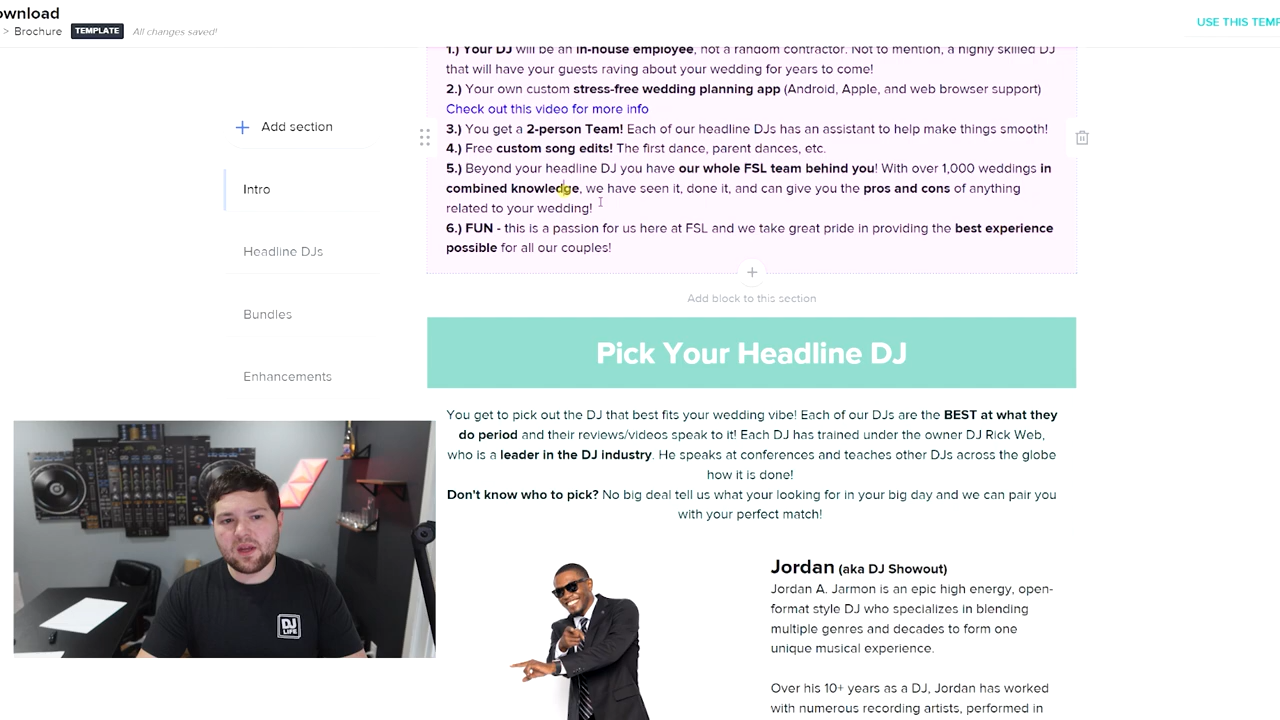 ownload
> Brochure TEMPLATE All changes saved!
USE THIS TEMP
1.) Your DJ will be an in-house employee, not a random contractor. Not to mention, a highly skilled DJ
that will have your guests raving about your wedding for years to come!
2.) Your own custom stress-free wedding planning app (Android, Apple, and web browser support)
Check out this video for more info
3.) You get a 2-person Team! Each of our headline DJs has an assistant to help make things smooth!
4.) Free custom song edits! The first dance, parent dances, etc.
5.) Beyond your headline DJ you have our whole FSL team behind you! With over 1,000 weddings in
combined knowledge, we have seen it, done it, and can give you the pros and cons of anything
related to your wedding!
6.) FUN - this is a passion for us here at FSL and we take great pride in providing the best experience
possible for all our couples!
Add section
Intro
Headline DJs
Bundles
Enhancements
Add block to this section
Pick Your Headline DJ
You get to pick out the DJ that best fits your wedding vibe! Each of our DJs are the BEST at what they
do period and their reviews/videos speak to it! Each DJ has trained under the owner DJ Rick Web,
who is a leader in the DJ industry. He speaks at conferences and teaches other DJs across the globe
how it is done!
Don't know who to pick? No big deal tell us what your looking for in your big day and we can pair you
with your perfect match!
Jordan (aka DJ Showout)
Jordan A. Jarmon is an epic high energy, open-
format style DJ who specializes in blending
multiple genres and decades to form one
unique musical experience.
Over his 10+ years as a DJ, Jordan has worked
with numerous recording artists, performed in
DJ
LIFE